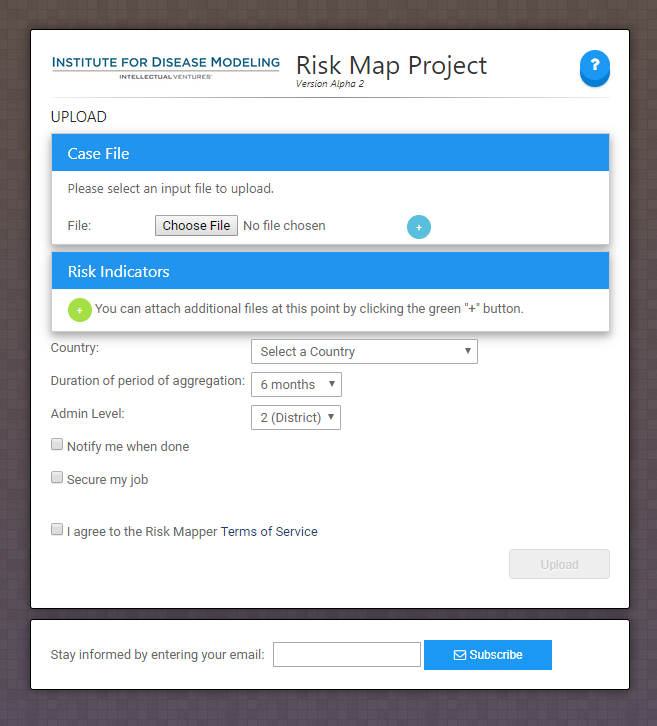 INSTITUTE FOR DISEASE MODELING
INTELLECTUAL VENTURES®
Risk Map Project
Version Alpha 2
?
UPLOAD
Case File
Please select an input file to upload.
File: Choose File No file chosen +
Risk Indicators
+ You can attach additional files at this point by clicking the green "+" button.
Country: Select a Country
Duration of period of aggregation: 6 months
Admin Level: 2 (District)
Notify me when done
Secure my job
I agree to the Risk Mapper Terms of Service
Upload
Stay informed by entering your email: Subscribe